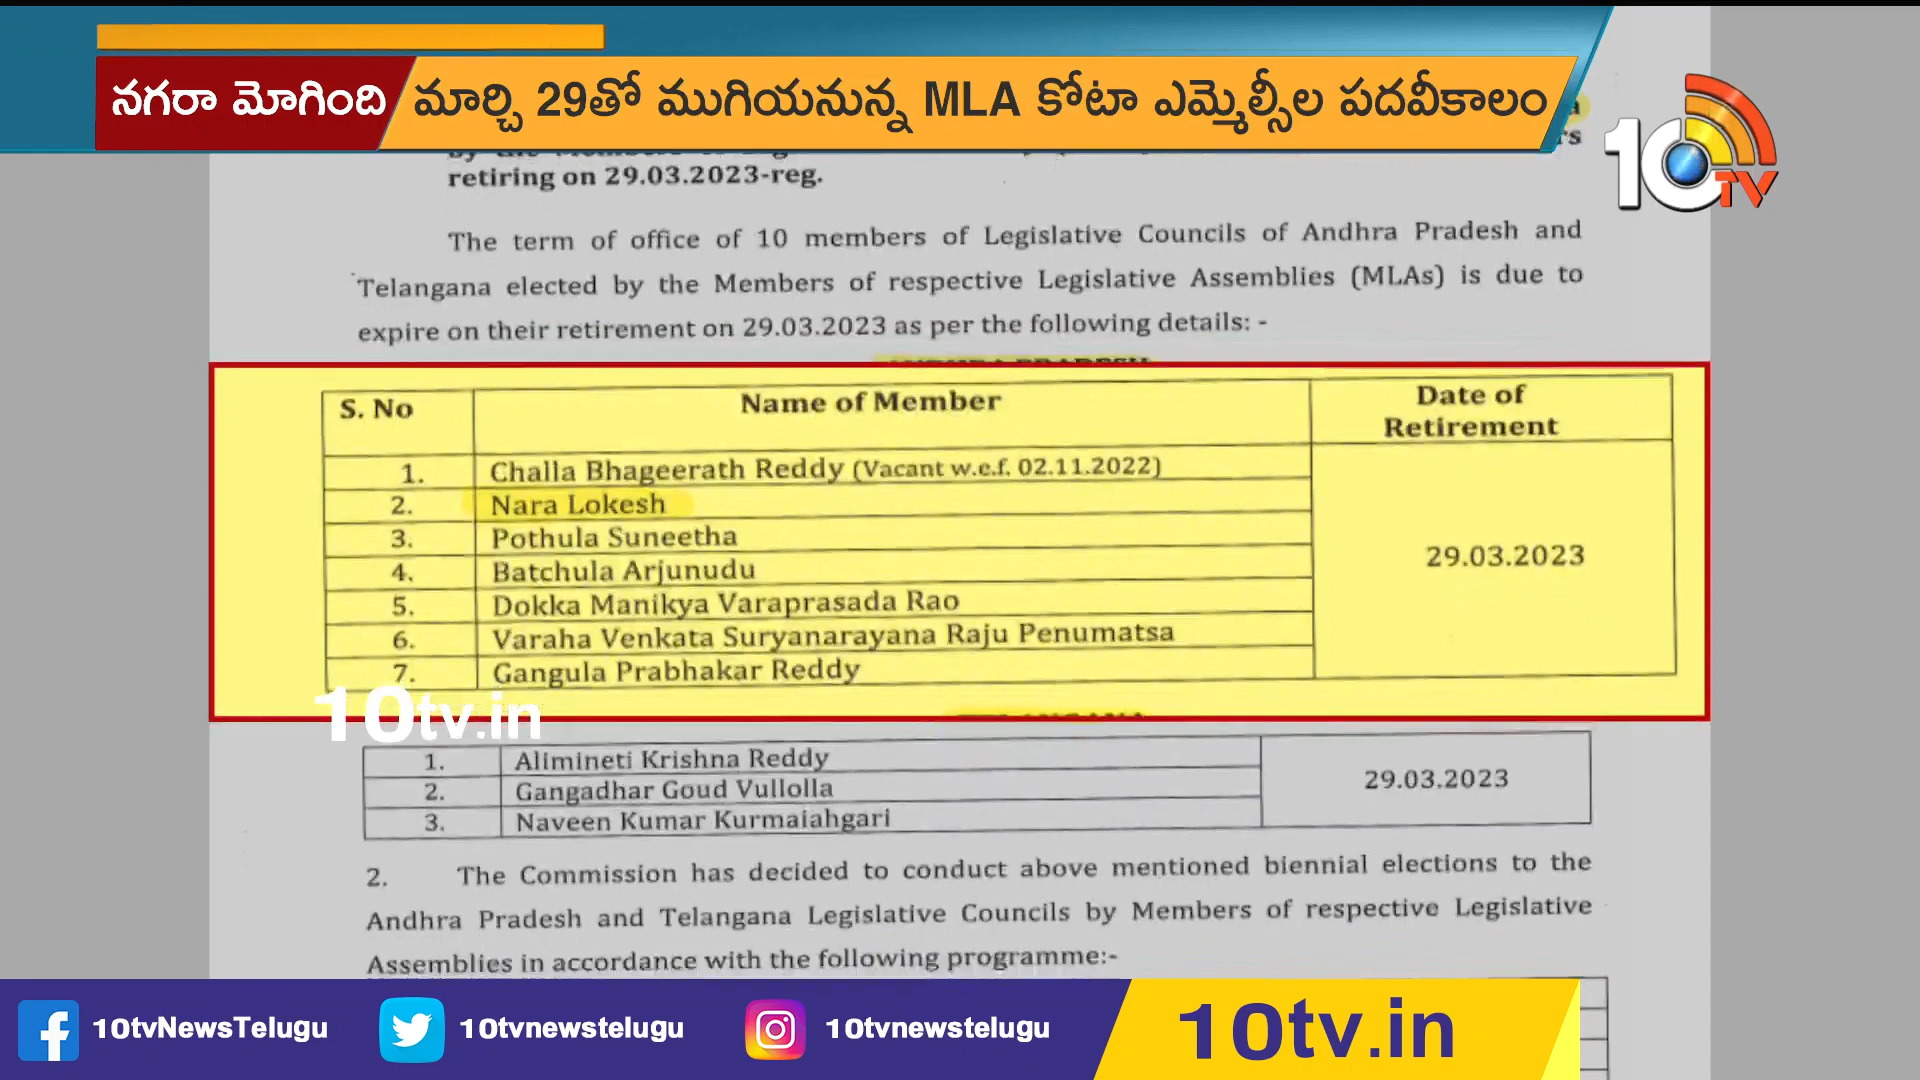 నగరా మోగింది
మార్చి 29తో ముగియనున్న MLA కోటా ఎమ్మెల్సీల పదవీకాలం
10TV
retiring on 29.03.2023-reg.
The term of office of 10 members of Legislative Councils of Andhra Pradesh and
Telangana elected by the Members of respective Legislative Assemblies (MLAs) is due to
expire on their retirement on 29.03.2023 as per the following details: -
S. No Name of Member Date of Retirement
1. Challa Bhageerath Reddy (Vacant w.e.f. 02.11.2022)
2. Nara Lokesh
3. Pothula Suneetha
4. Batchula Arjunudu
5. Dokka Manikya Varaprasada Rao
6. Varaha Venkata Suryanarayana Raju Penumatsa
7. Gangula Prabhakar Reddy
29.03.2023
10tv.in
1. Alimineti Krishna Reddy
2. Gangadhar Goud Vullolla
3. Naveen Kumar Kurmaiahgari
29.03.2023
2. The Commission has decided to conduct above mentioned biennial elections to the
Andhra Pradesh and Telangana Legislative Councils by Members of respective Legislative
Assemblies in accordance with the following programme:-
10tvNewsTelugu 10tvnewstelugu 10tvnewstelugu 10tv.in